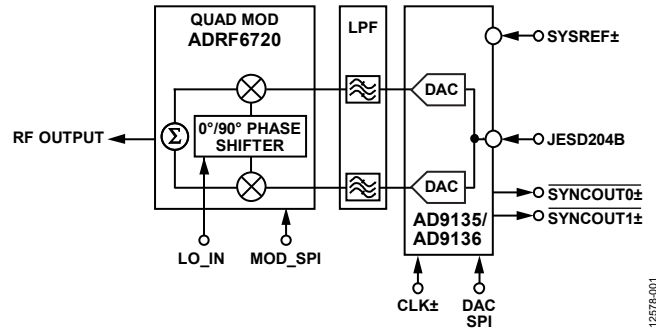 QUAD MOD
ADRF6720
LPF
SYSREF±
DAC
RF OUTPUT
Σ
0°/90° PHASE
SHIFTER
JESD204B
DAC
SYNCOUT0±
SYNCOUT1±
AD9135/
AD9136
LO_IN
MOD_SPI
CLK±
DAC
SPI
12578-001